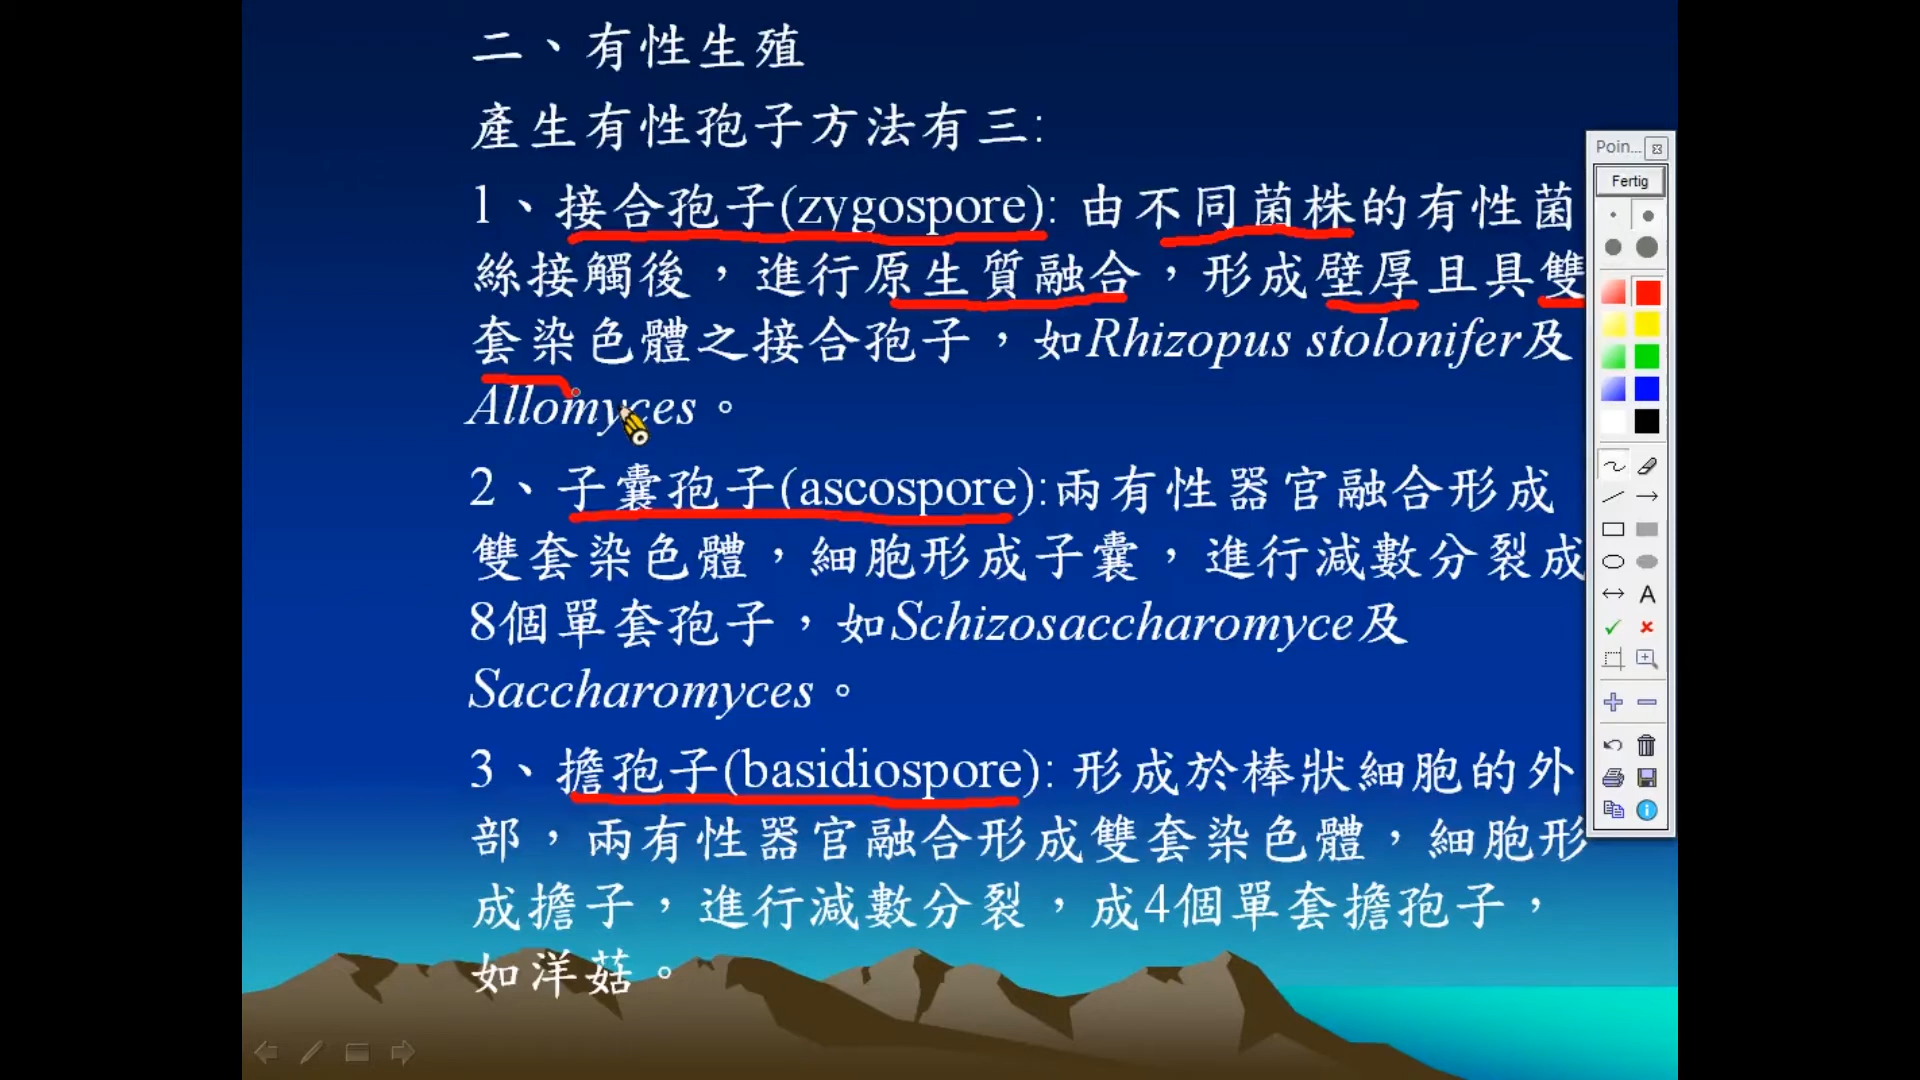 二、有性生殖
產生有性孢子方法有三:
1、接合孢子(zygospore): 由不同菌株的有性菌
絲接觸後，進行原生質融合，形成壁厚且具雙
套染色體之接合孢子，如Rhizopus stolonifer及
Allomyces。
2、子囊孢子(ascospore):兩有性器官融合形成
雙套染色體，細胞形成子囊，進行減數分裂成
8個單套孢子，如Schizosaccharomyce及
Saccharomyces。
3、擔孢子(basidiospore): 形成於棒狀細胞的外
部，兩有性器官融合形成雙套染色體，細胞形
成擔子，進行減數分裂，成4個單套擔孢子，
如洋菇。
Poin...
Fertig
A